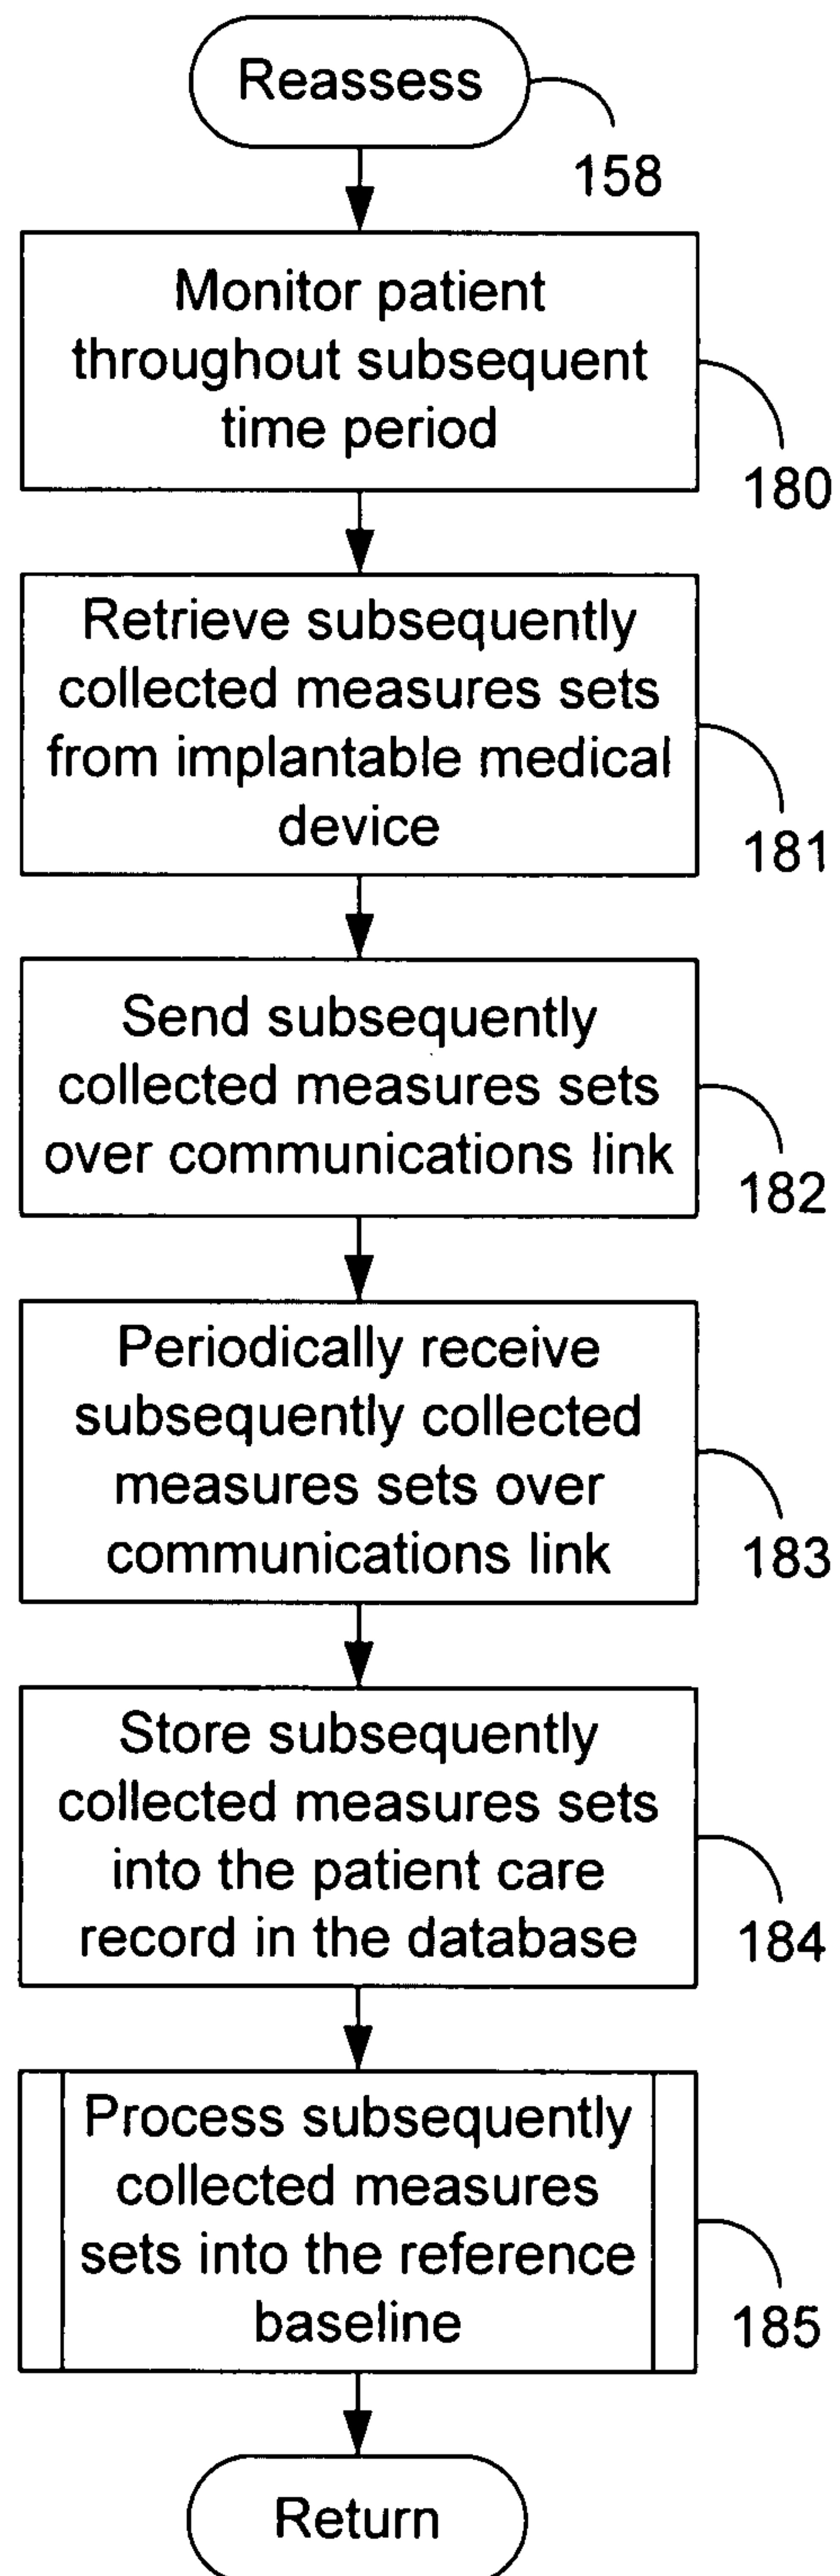 Reassess
158
Monitor patient
throughout subsequent
time period
180
Retrieve subsequently
collected measures sets
from implantable medical
device
181
Send subsequently
collected measures sets
over communications link
182
Periodically receive
subsequently collected
measures sets over
communications link
183
Store subsequently
collected measures sets
into the patient care
record in the database
184
Process subsequently
collected measures
sets into the reference
baseline
185
Return